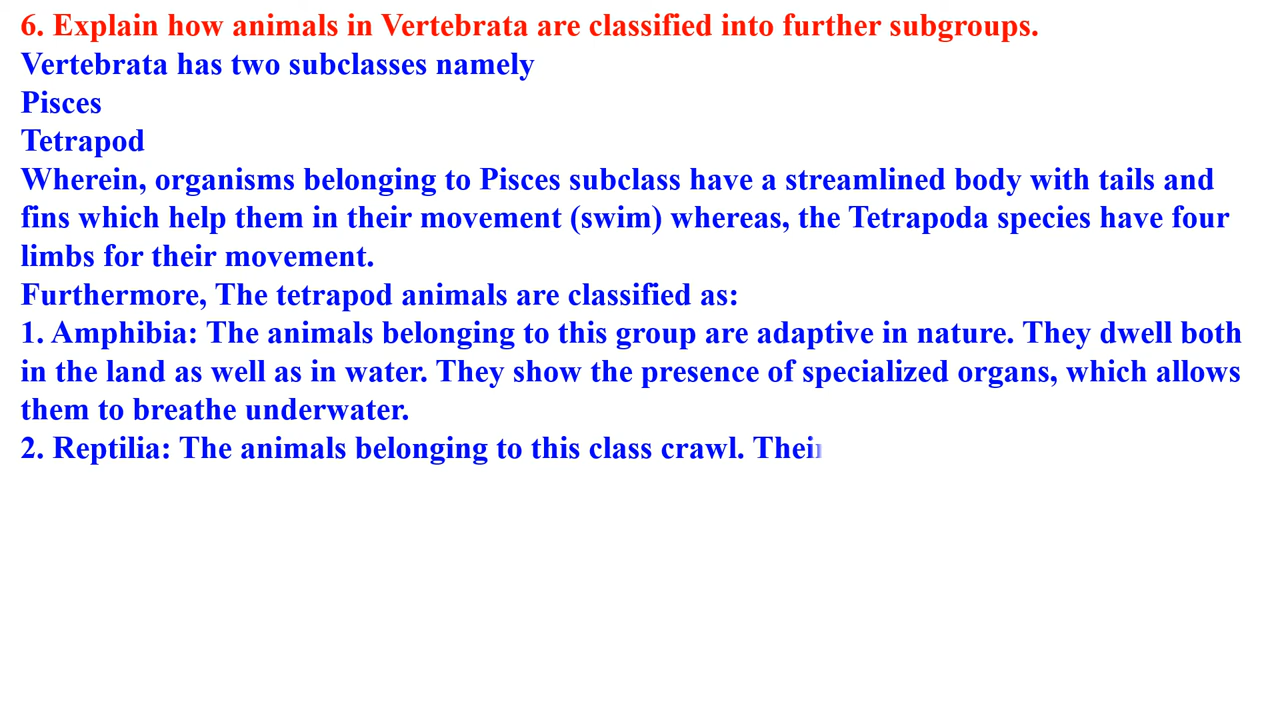 6. Explain how animals in Vertebrata are classified into further subgroups.
Vertebrata has two subclasses namely
Pisces
Tetrapod
Wherein, organisms belonging to Pisces subclass have a streamlined body with tails and
fins which help them in their movement (swim) whereas, the Tetrapoda species have four
limbs for their movement.
Furthermore, The tetrapod animals are classified as:
1. Amphibia: The animals belonging to this group are adaptive in nature. They dwell both
in the land as well as in water. They show the presence of specialized organs, which allows
them to breathe underwater.
2. Reptilia: The animals belonging to this class crawl.